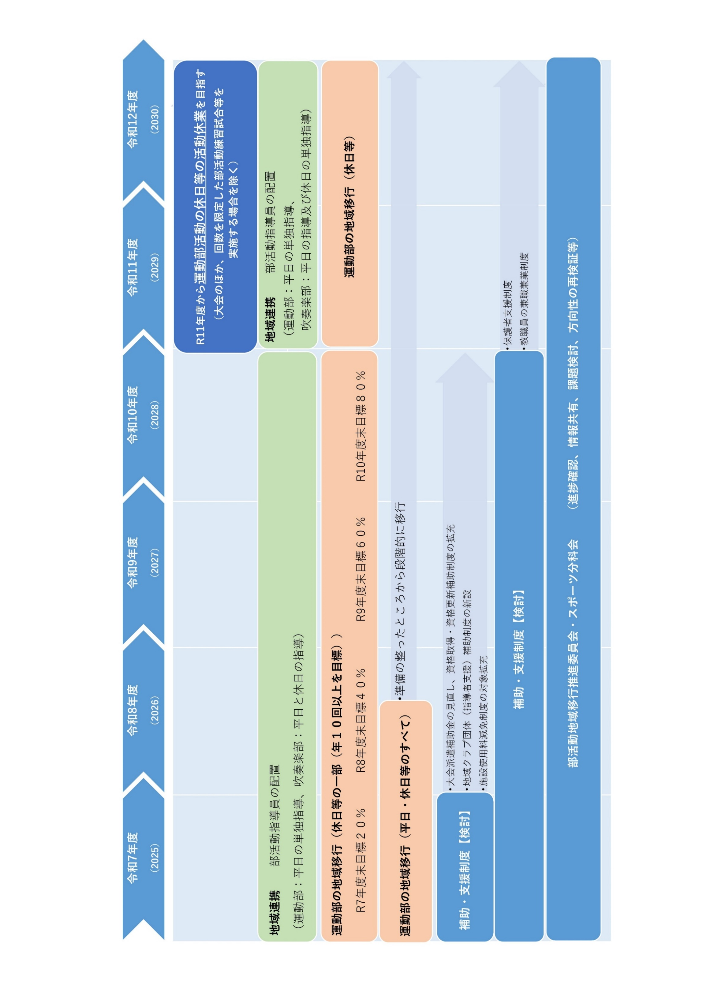 令和7年度
（2025）
令和8年度
（2026）
令和9年度
（2027）
令和10年度
（2028）
令和11年度
（2029）
令和12年度
（2030）
R11年度から運動部活動の休日等の活動休業を目指す
（大会のほか、回数を限定した部活動練習試合等を
実施する場合を除く）
地域連携　部活動指導員の配置
（運動部：平日の単独指導、吹奏楽部：平日と休日の指導）
地域連携　部活動指導員の配置
（運動部：平日の単独指導、
吹奏楽部：平日の指導及び休日の単独指導）
運動部の地域移行（休日等の一部（年１０回以上を目標））
R7年度末目標２０％　R8年度末目標４０％　R9年度末目標６０％　R10年度末目標８０％
運動部の地域移行（休日等）
運動部の地域移行（平日・休日等のすべて）
•準備の整ったところから段階的に移行
補助・支援制度【検討】
•大会派遣補助金の見直し、資格取得・資格更新補助制度の拡充
•地域クラブ団体（指導者支援）補助制度の新設
•施設使用料減免制度の対象拡充
補助・支援制度【検討】
•保護者支援制度
•教職員の兼職兼業制度
部活動地域移行推進委員会・スポーツ分科会　（進捗確認、情報共有、課題検討、方向性の再検証等）